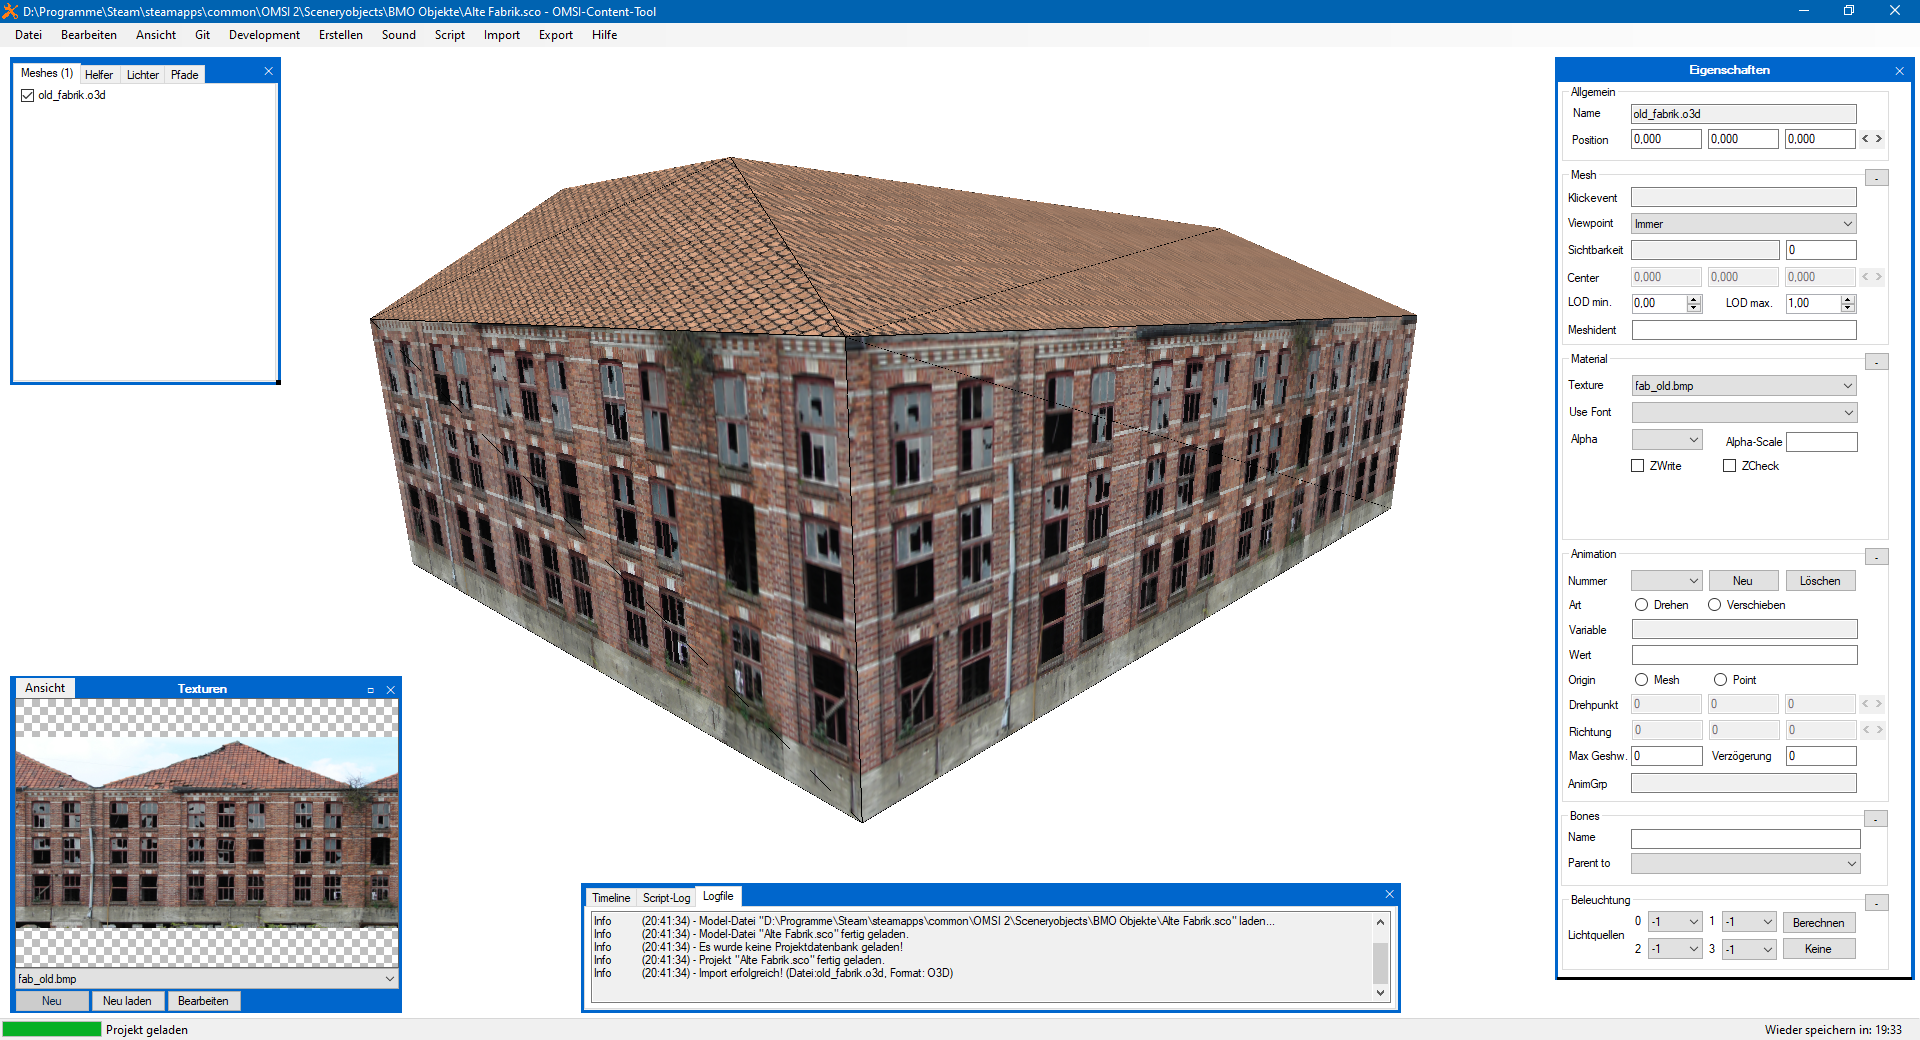 D:\Programme\Steam\steamapps\common\OMSI 2\Sceneryobjects\BMO Objekte\Alte Fabrik.sco - OMSI-Content-Tool
Datei Bearbeiten Ansicht Git Development Erstellen Sound Script Import Export Hilfe
Meshes (1) Helfer Lichter Pfade
old_fabrik.o3d
Eigenschaften
Allgemein
Name old_fabrik.o3d
Position 0,000 0,000 0,000 < >
Mesh -
Klickevent
Viewpoint Immer
Sichtbarkeit 0
Center 0,000 0,000 0,000 < >
LOD min. 0,00 LOD max. 1,00
Meshident
Material -
Texture fab_old.bmp
Use Font
Alpha Alpha-Scale
ZWrite ZCheck
Animation -
Nummer Neu Löschen
Art Drehen Verschieben
Variable
Wert
Origin Mesh Point
Drehpunkt 0 0 0 < >
Richtung 0 0 0 < >
Max Geshw. 0 Verzögerung 0
AnimGrp
Bones -
Name
Parent to
Beleuchtung -
Lichtquellen 0 -1 1 -1 Berechnen
2 -1 3 -1 Keine
Ansicht Texturen
fab_old.bmp
Neu Neu laden Bearbeiten
Timeline Script-Log Logfile
Info (20:41:34) - Model-Datei "D:\Programme\Steam\steamapps\common\OMSI 2\Sceneryobjects\BMO Objekte\Alte Fabrik.sco" laden...
Info (20:41:34) - Model-Datei "Alte Fabrik.sco" fertig geladen.
Info (20:41:34) - Es wurde keine Projektdatenbank geladen!
Info (20:41:34) - Projekt "Alte Fabrik.sco" fertig geladen.
Info (20:41:34) - Import erfolgreich! (Datei:old_fabrik.o3d, Format: O3D)
Projekt geladen
Wieder speichern in: 19:33